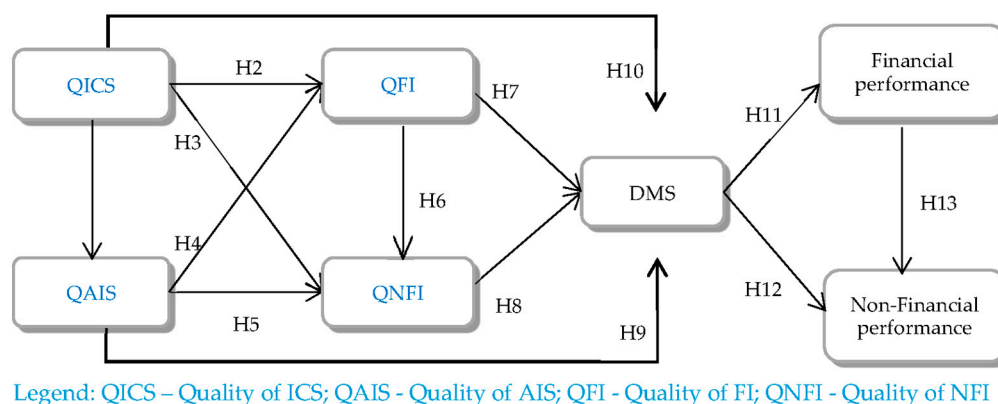 QICS
H2
QFI
H10
Financial
performance
H7
H11
H3
H6
DMS
H13
H4
QAIS
H5
QNFI
H8
H9
H12
Non-Financial
performance
Legend: QICS – Quality of ICS; QAIS - Quality of AIS; QFI - Quality of FI; QNFI - Quality of NFI